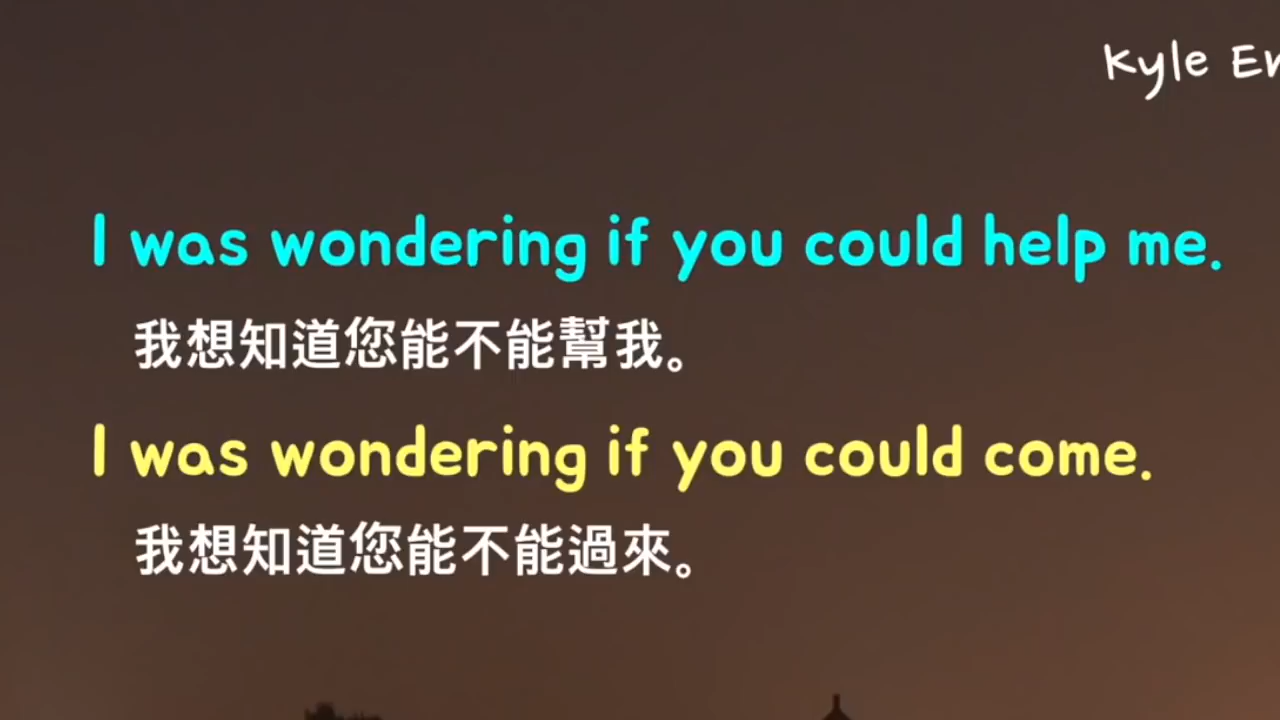 Kyle
I was wondering if you could help me.
我想知道您能不能幫我。
I was wondering if you could come.
我想知道您能不能過來。